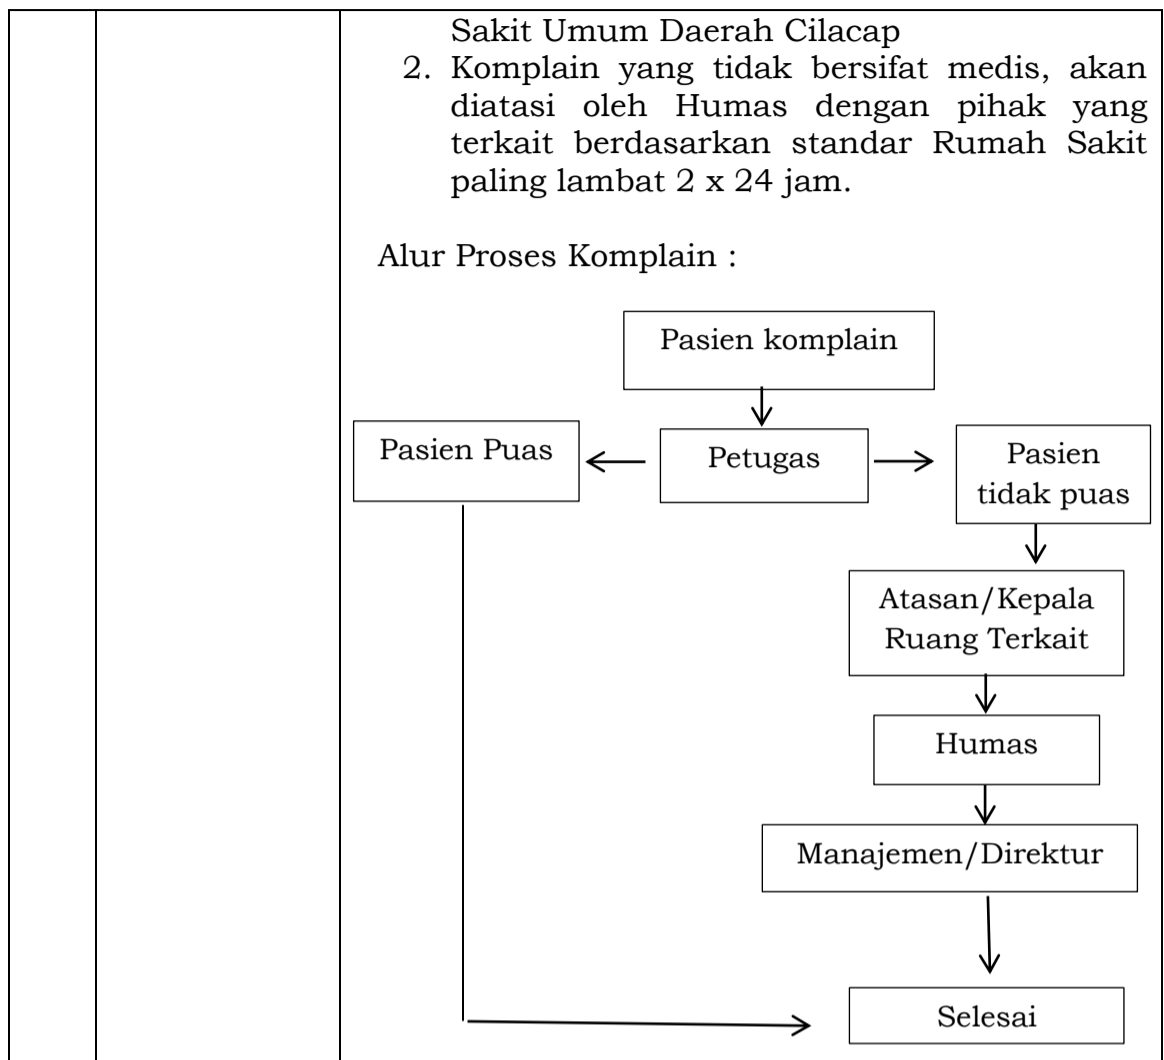 Sakit Umum Daerah Cilacap
2. Komplain yang tidak bersifat medis, akan
diatasi oleh Humas dengan pihak yang
terkait berdasarkan standar Rumah Sakit
paling lambat 2 x 24 jam.
Alur Proses Komplain :
Pasien komplain
Pasien Puas
Petugas
Pasien
tidak puas
Atasan/Kepala
Ruang Terkait
Humas
Manajemen/Direktur
Selesai